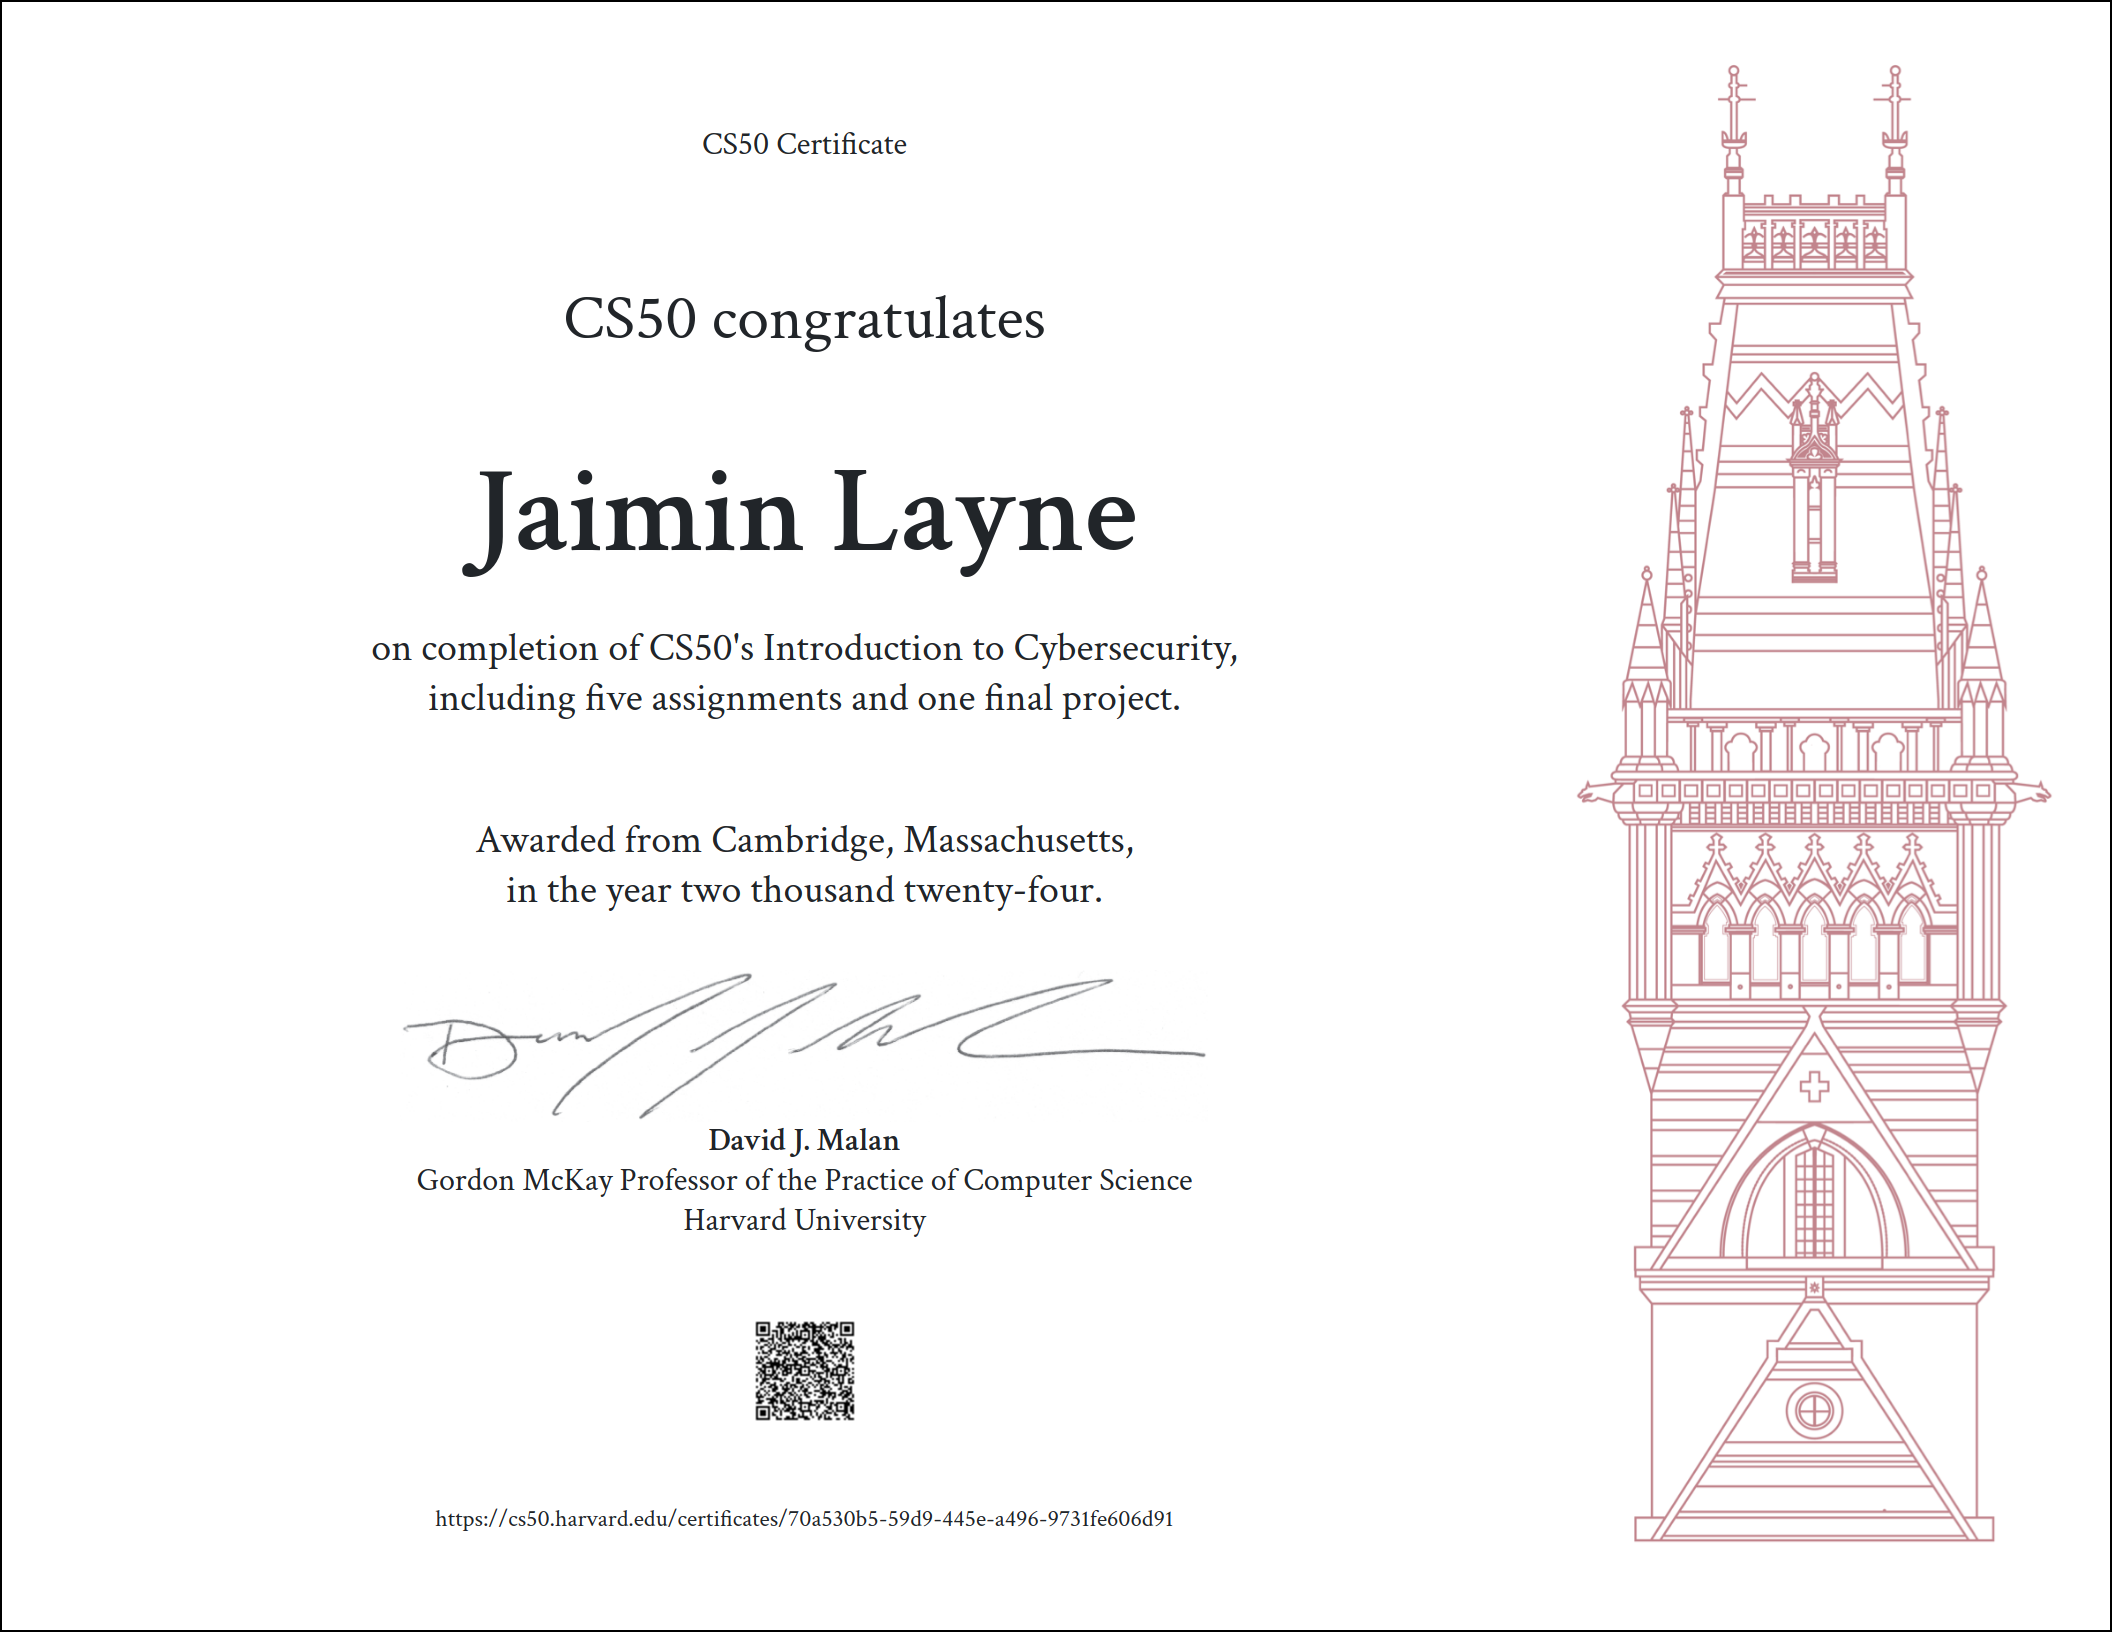 CS50 Certificate
CS50 congratulates
Jaimin Layne
on completion of CS50's Introduction to Cybersecurity,
including five assignments and one final project.
Awarded from Cambridge, Massachusetts,
in the year two thousand twenty-four.
David J. Malan
Gordon McKay Professor of the Practice of Computer Science
Harvard University
https://cs50.harvard.edu/certificates/70a530b5-59d9-445e-a496-9731fe606d91